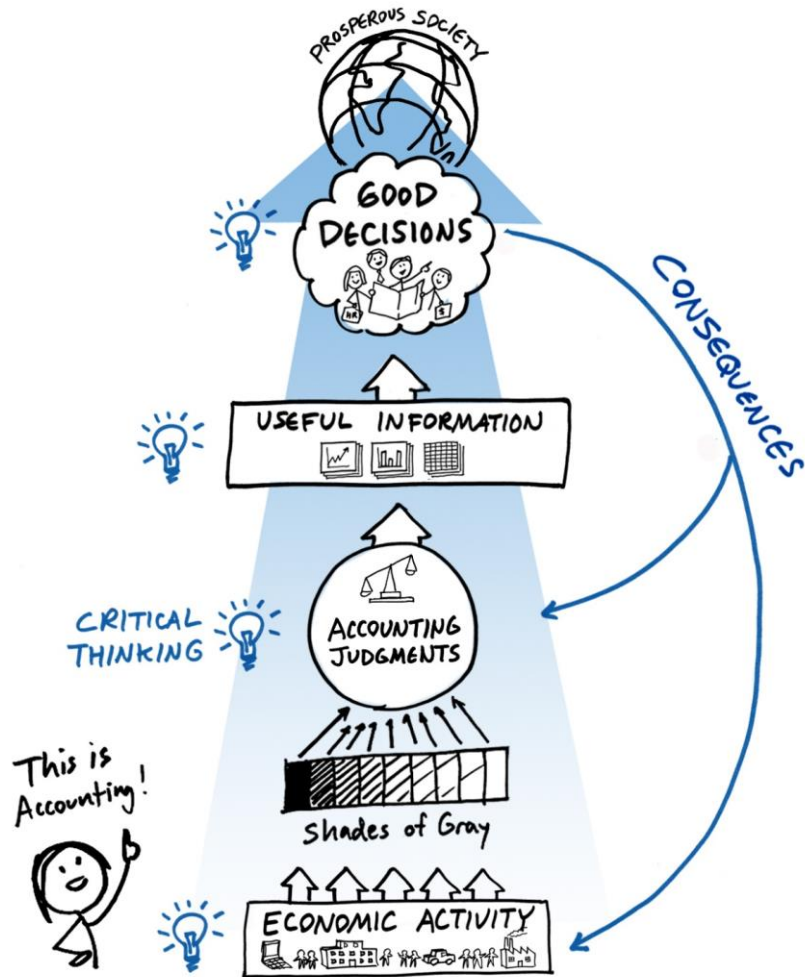 PROSPEROUS SOCIETY
GOOD
DECISIONS
HR
$
CONSEQUENCES
USEFUL INFORMATION
CRITICAL
THINKING
ACCOUNTING
JUDGMENTS
This is
Accounting!
Shades of Gray
ECONOMIC ACTIVITY